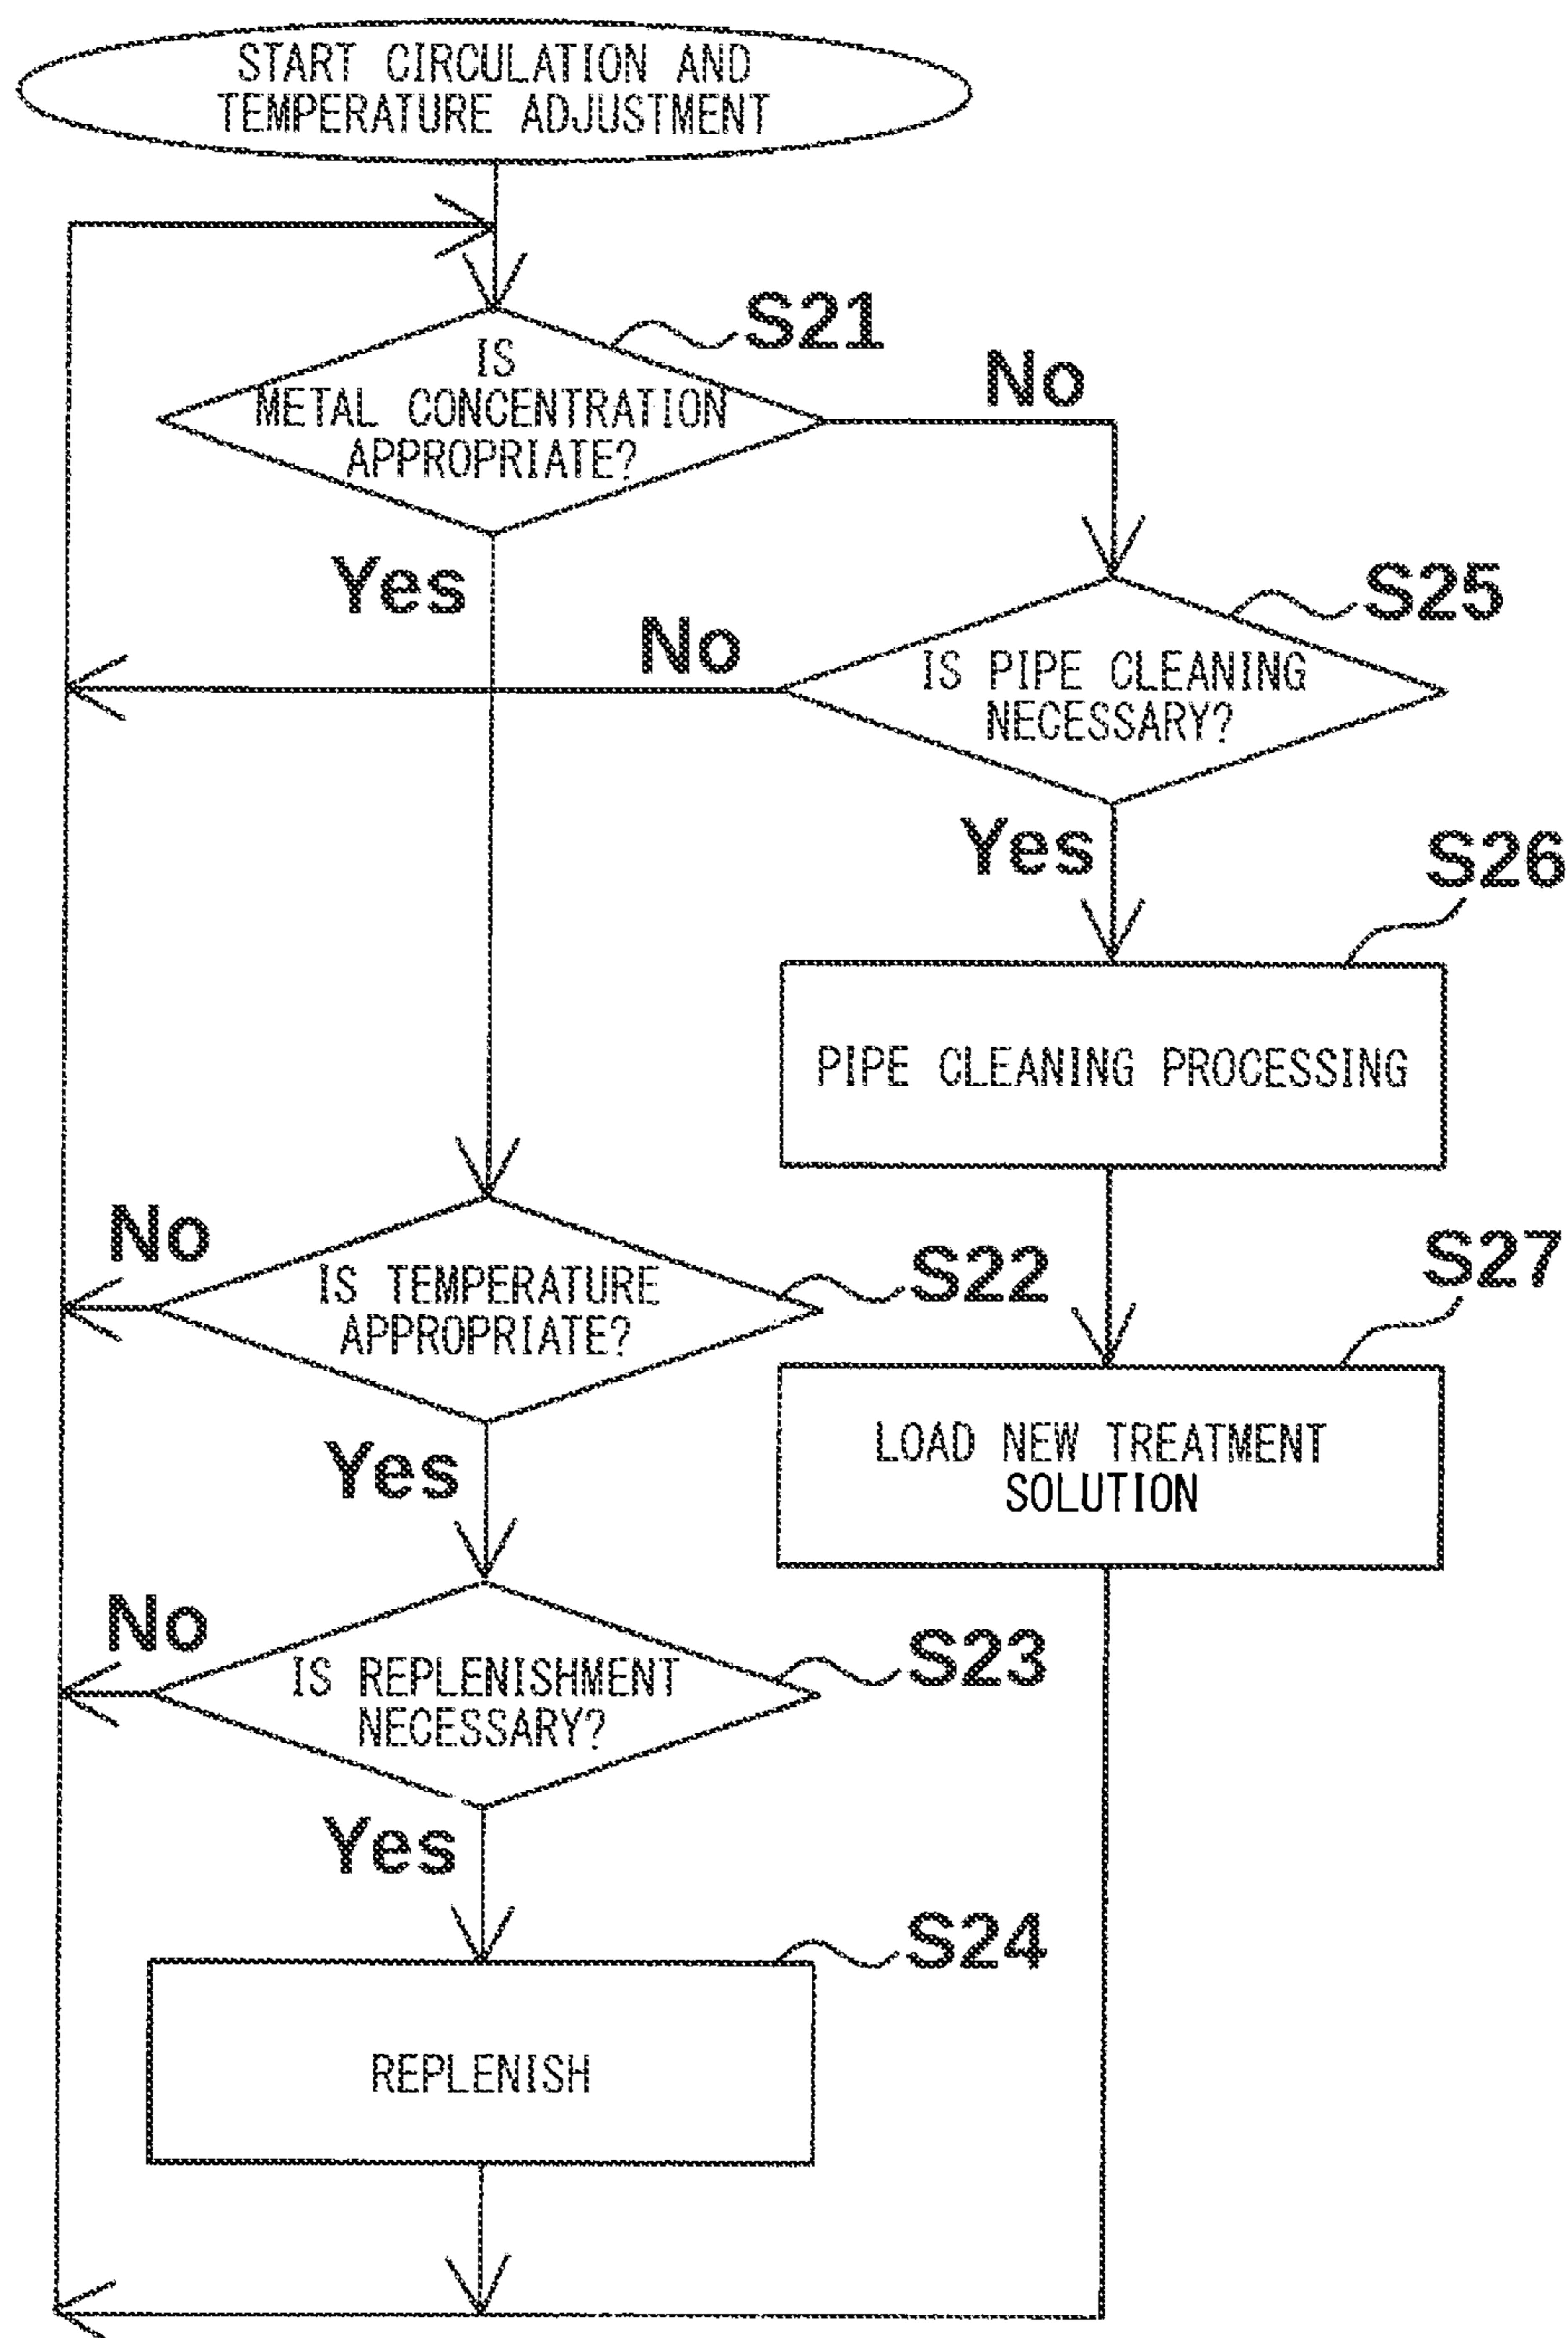 START CIRCULATION AND
TEMPERATURE ADJUSTMENT
S21
IS
METAL CONCENTRATION
APPROPRIATE?
No
Yes
S25
No
IS PIPE CLEANING
NECESSARY?
Yes
S26
PIPE CLEANING PROCESSING
No
S22
IS TEMPERATURE
APPROPRIATE?
S27
Yes
LOAD NEW TREATMENT
SOLUTION
No
S23
IS REPLENISHMENT
NECESSARY?
Yes
S24
REPLENISH